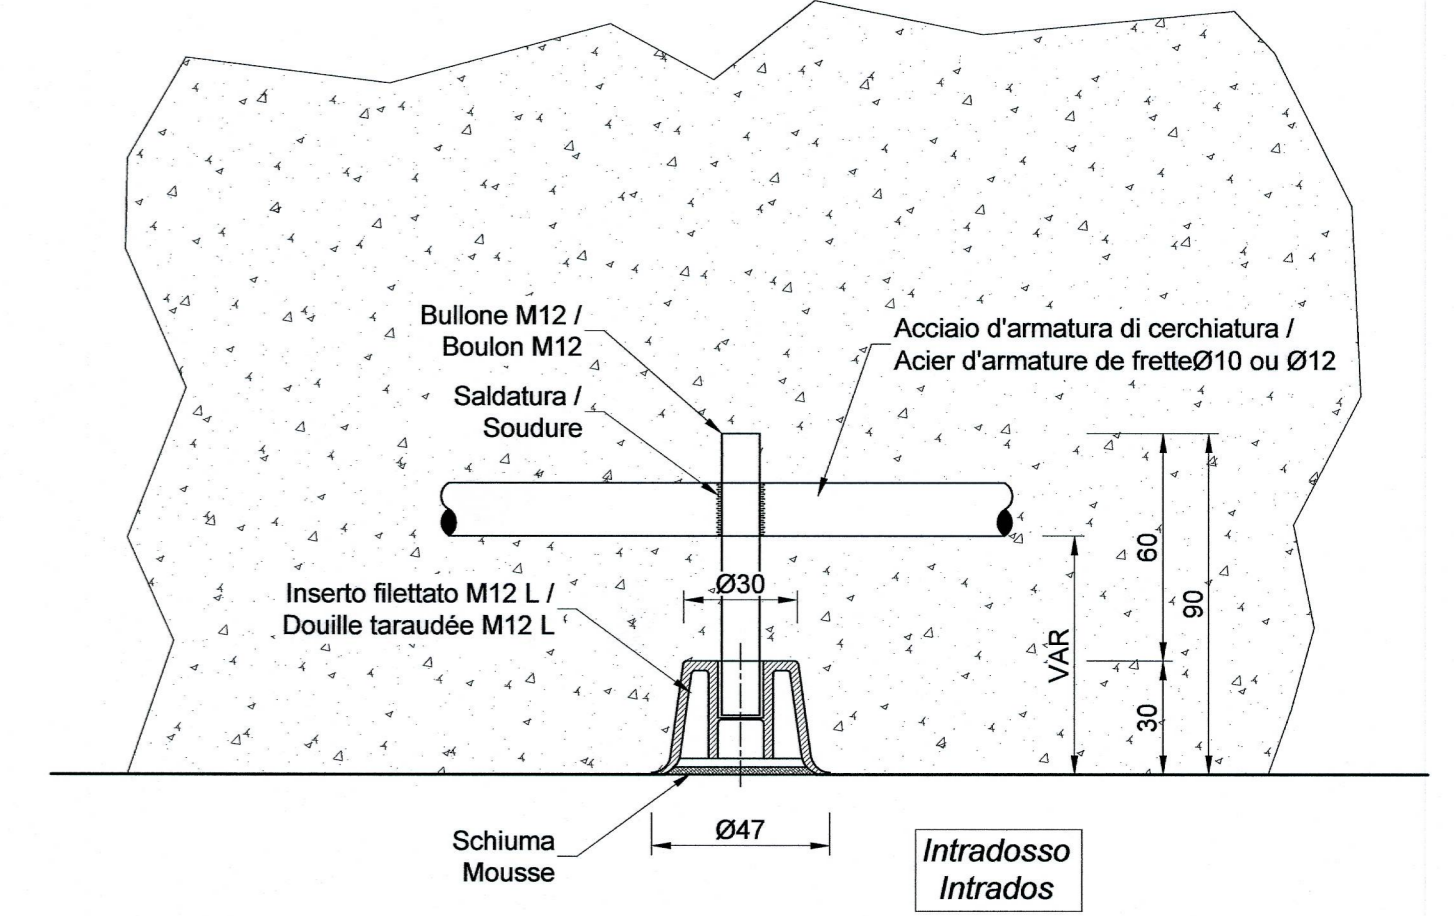 Bullone M12 /
Boulon M12
Acciaio d'armatura di cerchiatura /
Acier d'armature de fretteØ10 ou Ø12
Saldatura /
Soudure
Inserto filettato M12 L /
Douille taraudée M12 L
Ø30
60
90
VAR
30
Schiuma
Mousse
Ø47
Intradosso
Intrados